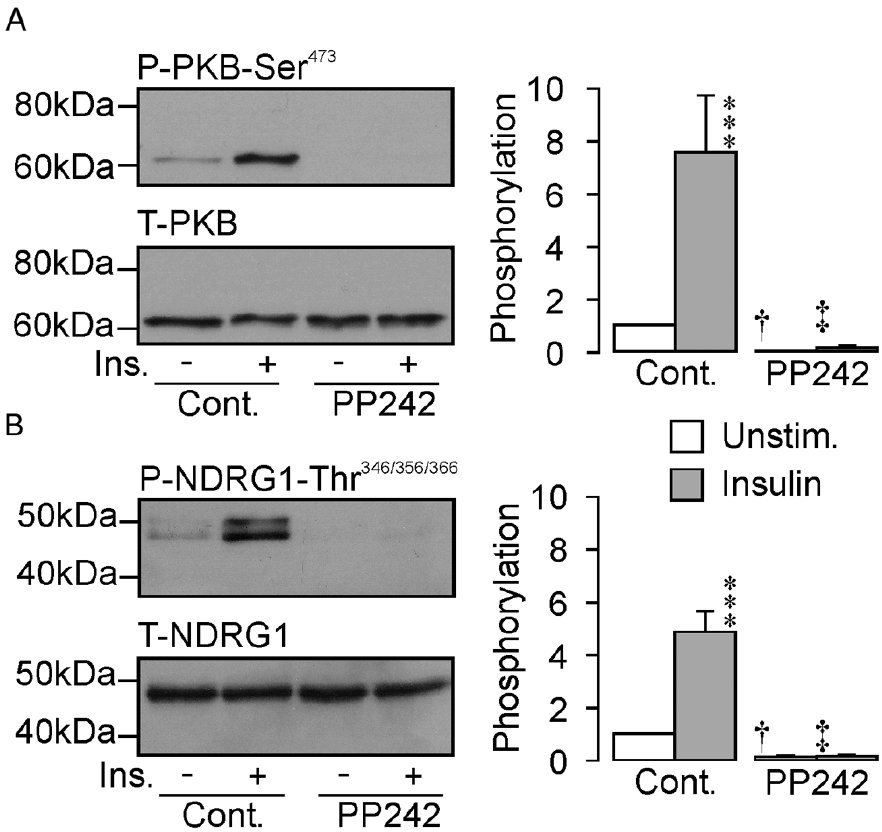 A
P-PKB-Ser473
80kDa
60kDa
T-PKB
80kDa
60kDa
Ins. - + - +
Cont. PP242
Phosphorylation
10
8
6
4
2
0
***
†
‡
Cont. PP242
Unstim.
Insulin
B
P-NDRG1-Thr346/356/366
50kDa
40kDa
T-NDRG1
50kDa
40kDa
Ins. - + - +
Cont. PP242
Phosphorylation
10
8
6
4
2
0
***
†
‡
Cont. PP242